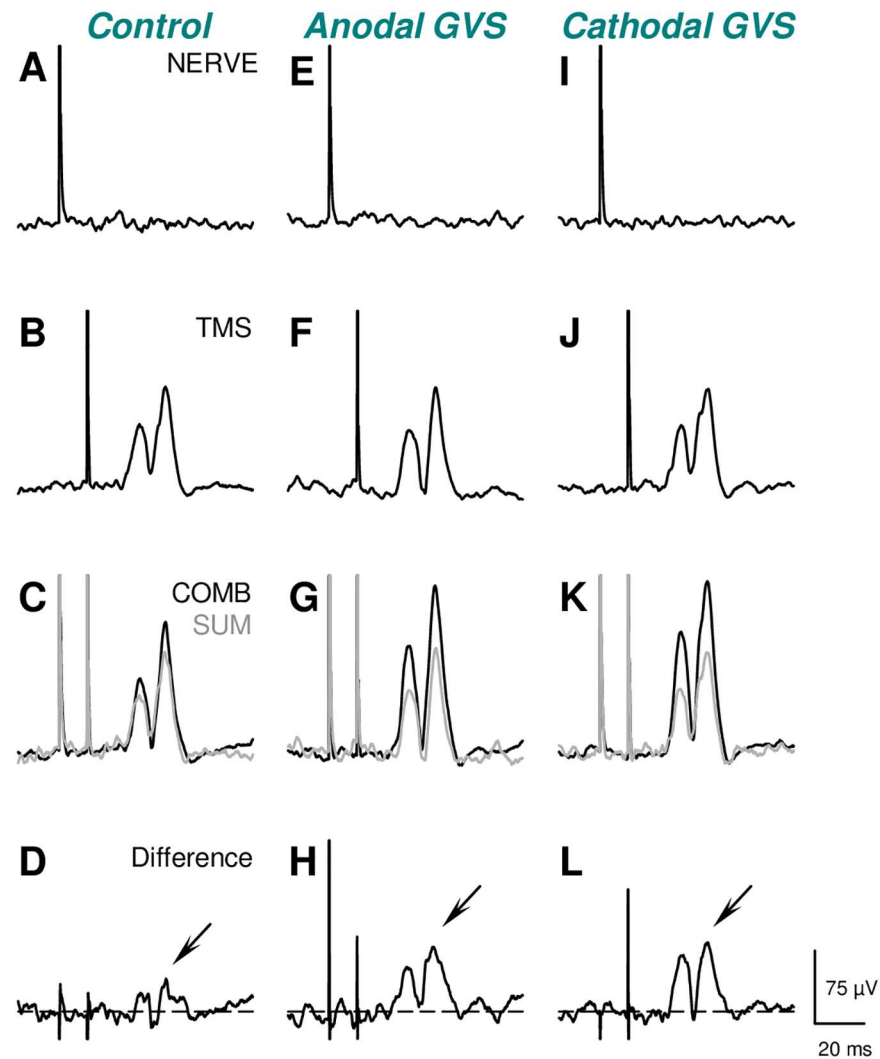 Control Anodal GVS Cathodal GVS
A NERVE E I
B TMS F J
C COMB G K
SUM
D Difference H L
75 µV
20 ms